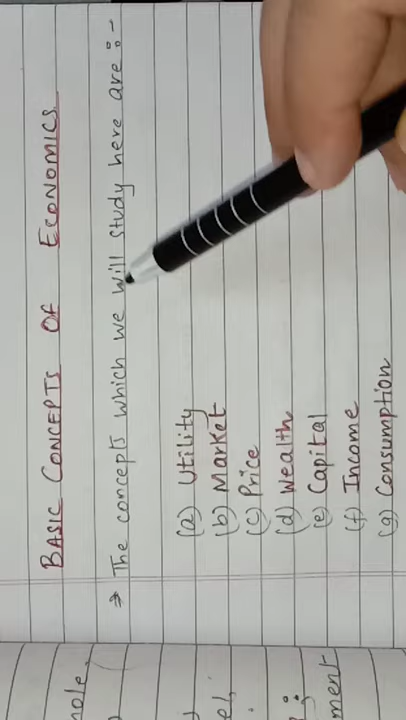 BASIC CONCEPTS OF ECONOMICS
→ The concepts which we will study here are :-
(a) Utility
(b) Market
(c) Price
(d) Wealth
(e) Capital
(f) Income
(g) Consumption